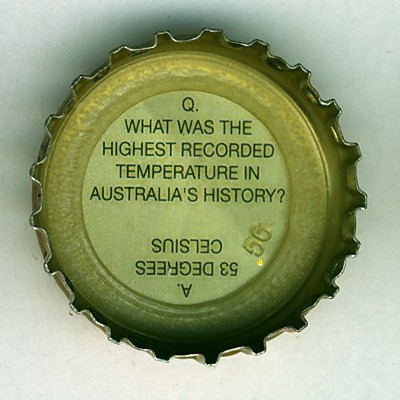 Q.
WHAT WAS THE
HIGHEST RECORDED
TEMPERATURE IN
AUSTRALIA'S HISTORY?
A.
53 DEGREES
CELSIUS
56